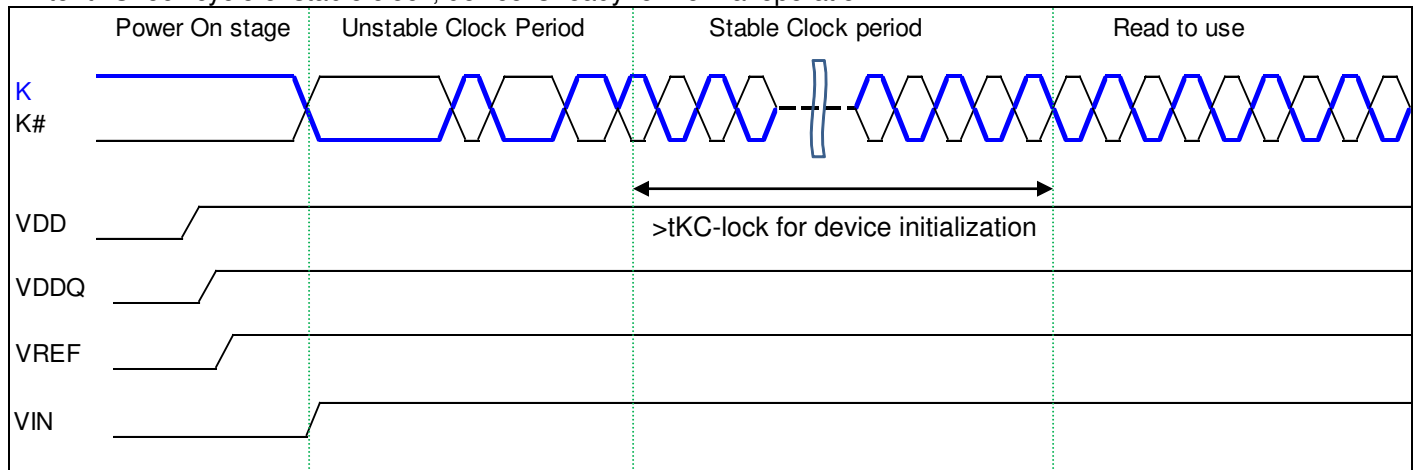 Power On stage Unstable Clock Period Stable Clock period Read to use
K
K#
VDD
>tKC-lock for device initialization
VDDQ
VREF
VIN